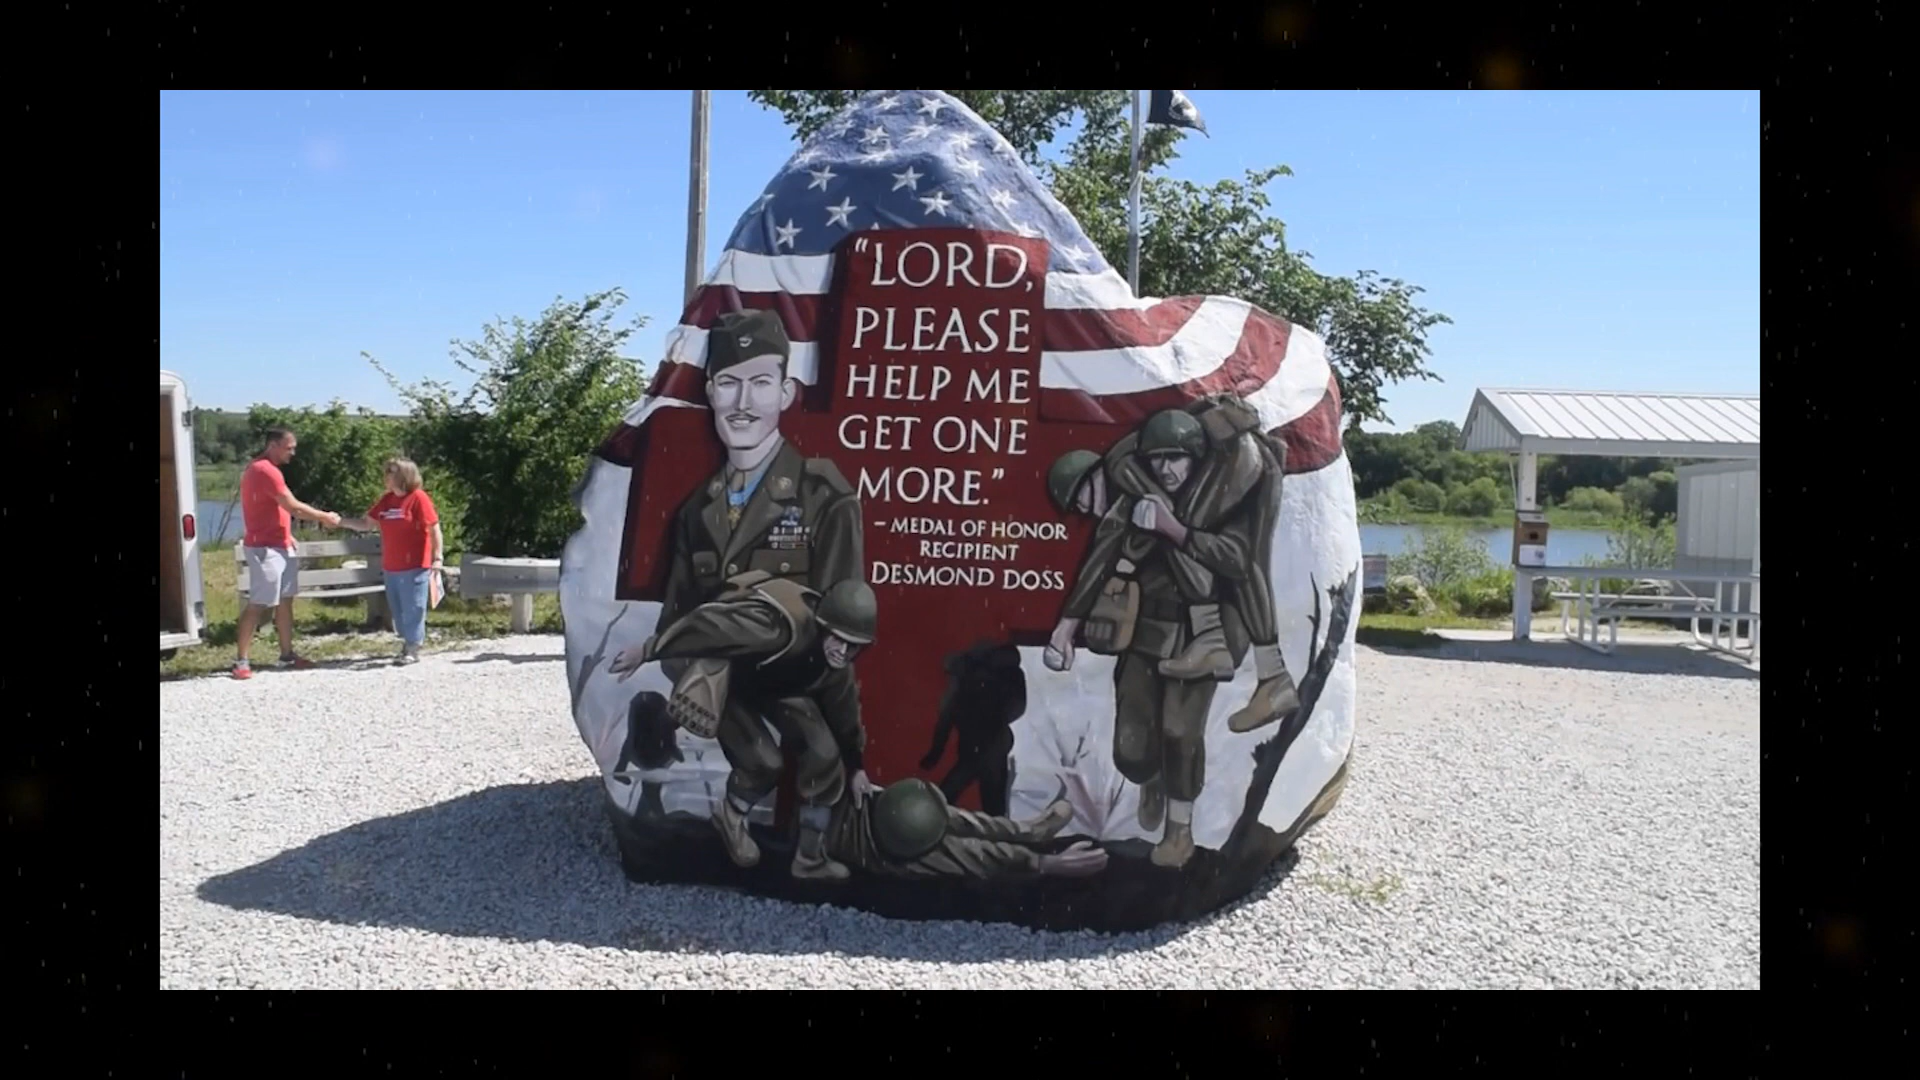 “LORD,
PLEASE
HELP ME
GET ONE
MORE.”
– MEDAL OF HONOR
RECIPIENT
DESMOND DOSS